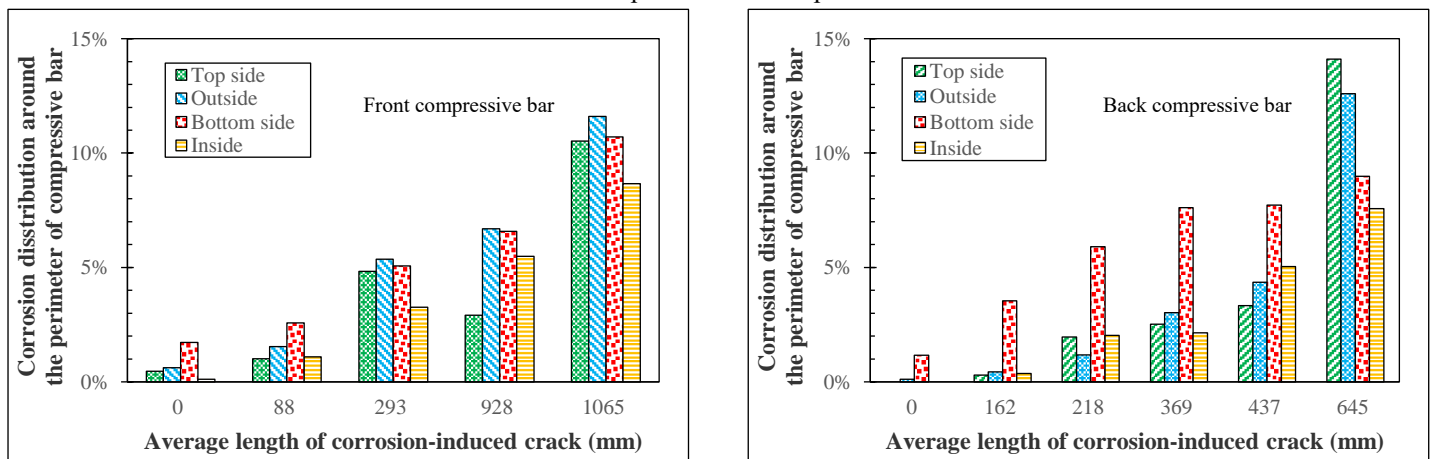 15%
10%
5%
0%
Corrosion disstribution around
the perimeter of compressive bar
Top side
Outside
Bottom side
Inside
Front compressive bar
0 88 293 928 1065
Average length of corrosion-induced crack (mm)
15%
10%
5%
0%
Corrosion distribution around
the perimeter of compressive bar
Top side
Outside
Bottom side
Inside
Back compressive bar
0 162 218 369 437 645
Average length of corrosion-induced crack (mm)